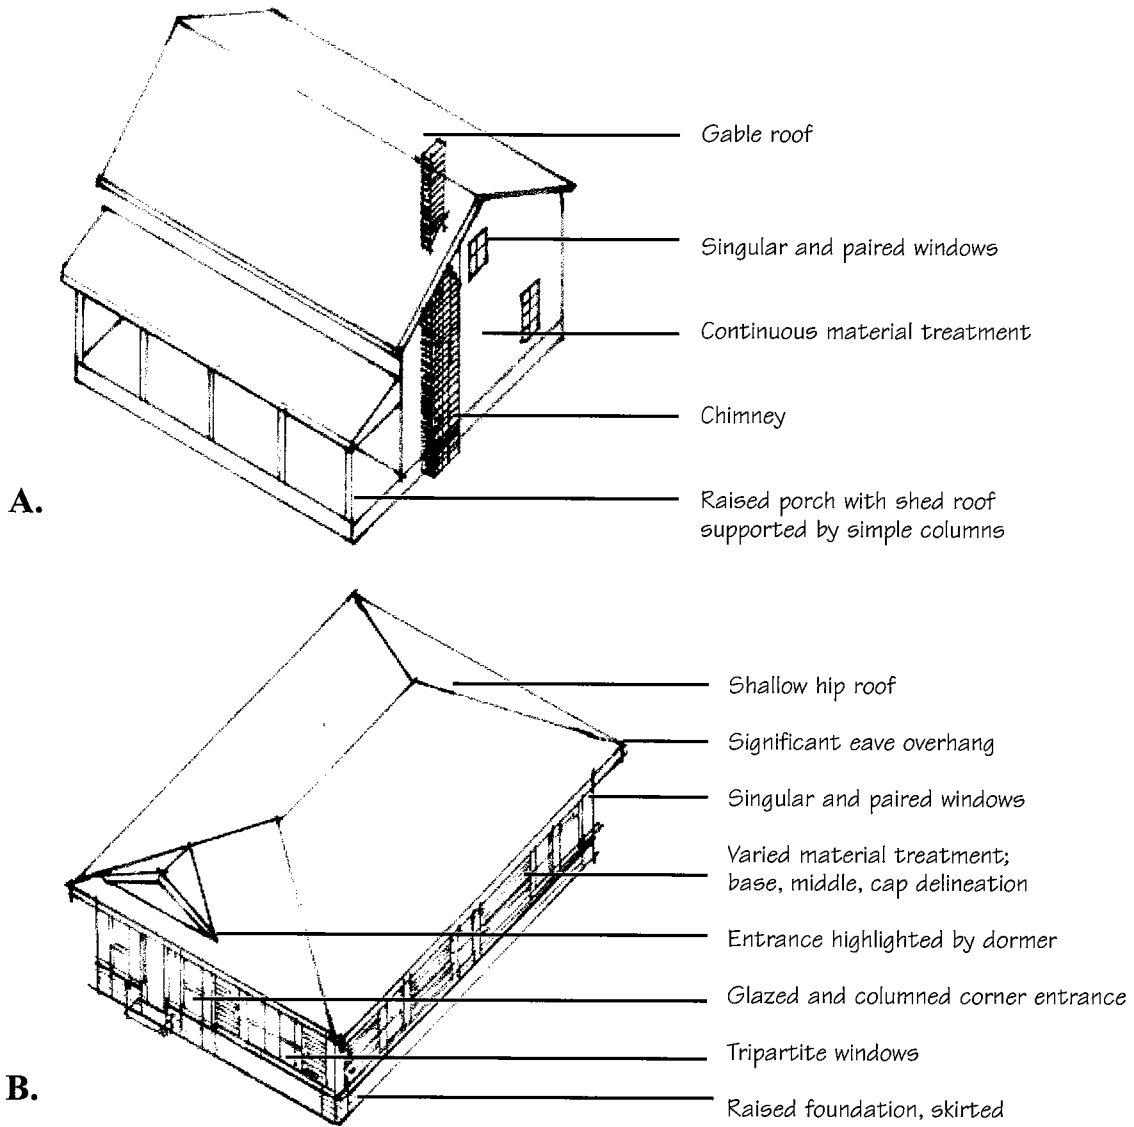 Gable roof
Singular and paired windows
Continuous material treatment
Chimney
A.
Raised porch with shed roof
supported by simple columns
Shallow hip roof
Significant eave overhang
Singular and paired windows
Varied material treatment;
base, middle, cap delineation
Entrance highlighted by dormer
Glazed and columned corner entrance
Tripartite windows
B.
Raised foundation, skirted